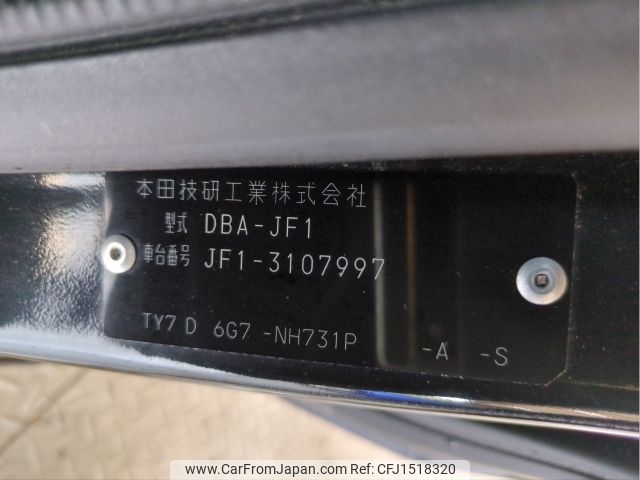 本田技研工業株式会社
型式 DBA-JF1
車台番号 JF1-3107997
TY7 D 6G7 -NH731P -A -S
www.CarFromJapan.com | CFJ1518320